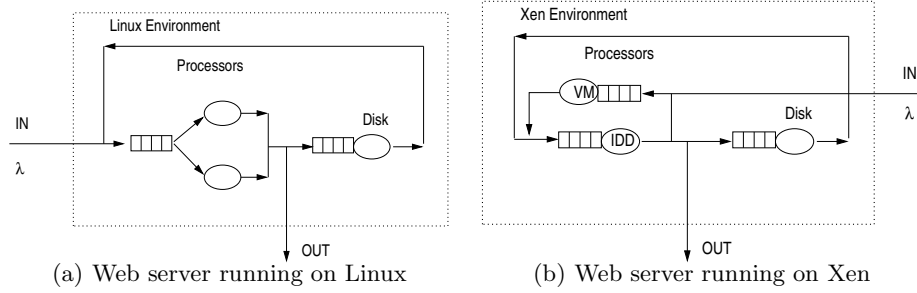 Linux Environment
Processors
IN
λ
Disk
OUT
(a) Web server running on Linux
Xen Environment
Processors
VM
IN
λ
IDD
Disk
OUT
(b) Web server running on Xen